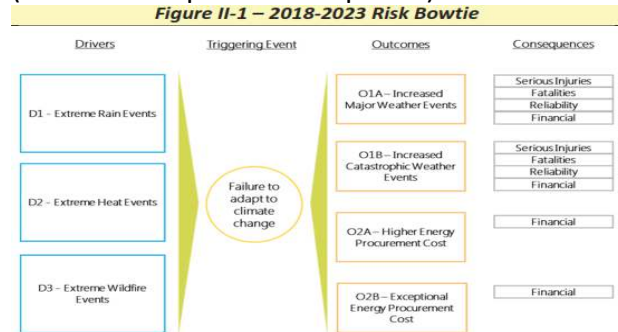 Figure II-1 – 2018-2023 Risk Bowtie
Drivers
Triggering Event
Outcomes
Consequences
D1 - Extreme Rain Events
D2 - Extreme Heat Events
D3 - Extreme Wildfire
Events
Failure to
adapt to
climate
change
O1A – Increased
Major Weather Events
O1B – Increased
Catastrophic Weather
Events
O2A – Higher Energy
Procurement Cost
O2B – Exceptional
Energy Procurement
Cost
Serious Injuries
Fatalities
Reliability
Financial
Serious Injuries
Fatalities
Reliability
Financial
Financial
Financial